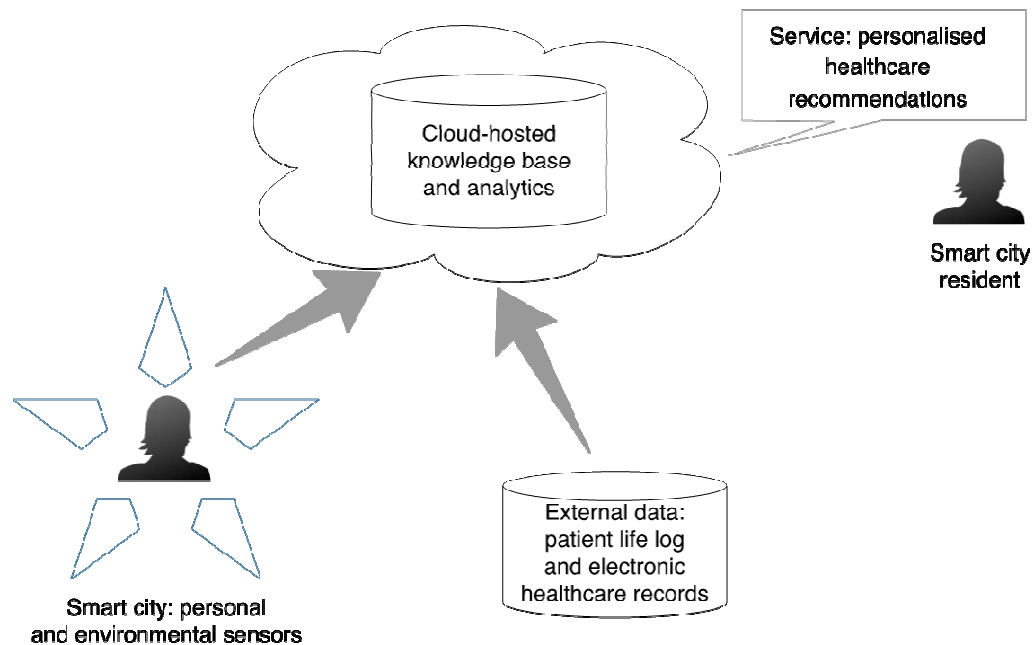 Service: personalised
healthcare
recommendations
Cloud-hosted
knowledge base
and analytics
Smart city
resident
External data:
patient life log
and electronic
healthcare records
Smart city: personal
and environmental sensors